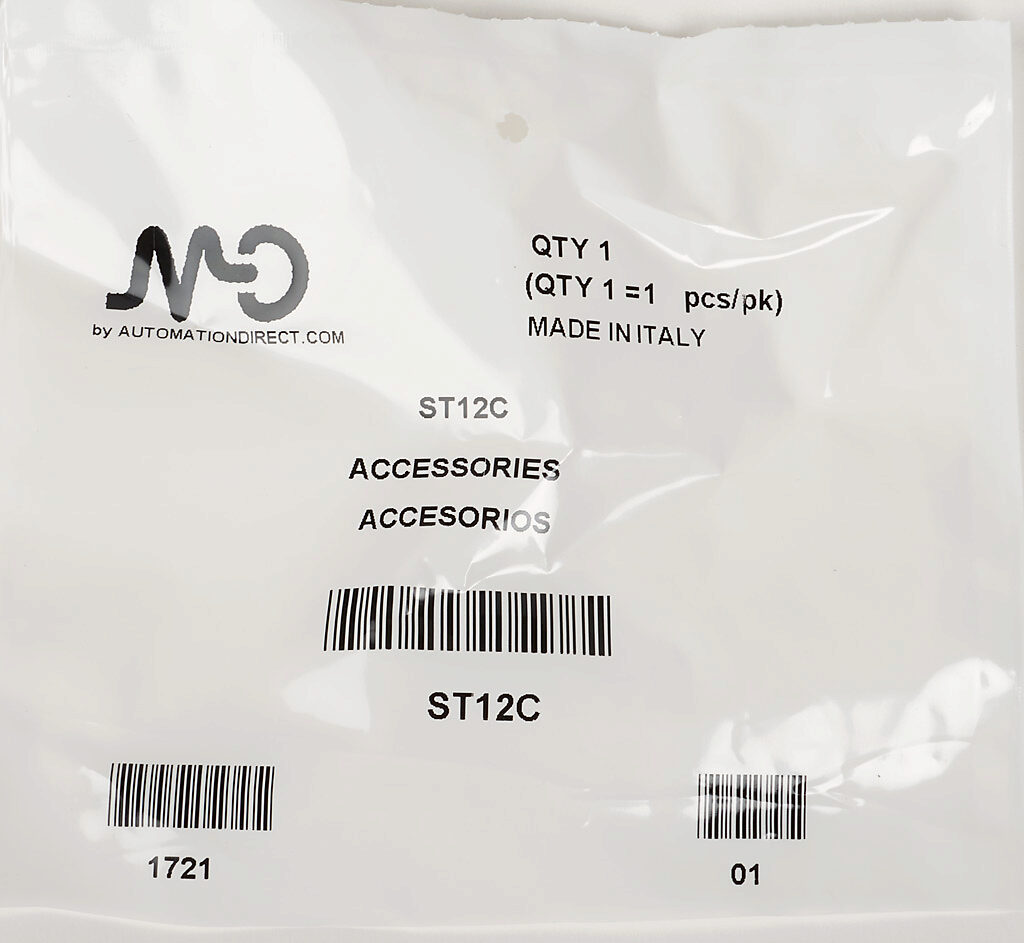 by AUTOMATIONDIRECT.COM
QTY 1
(QTY 1 =1 pcs/pk)
MADE IN ITALY
ST12C
ACCESSORIES
ACCESORIOS
ST12C
1721
01